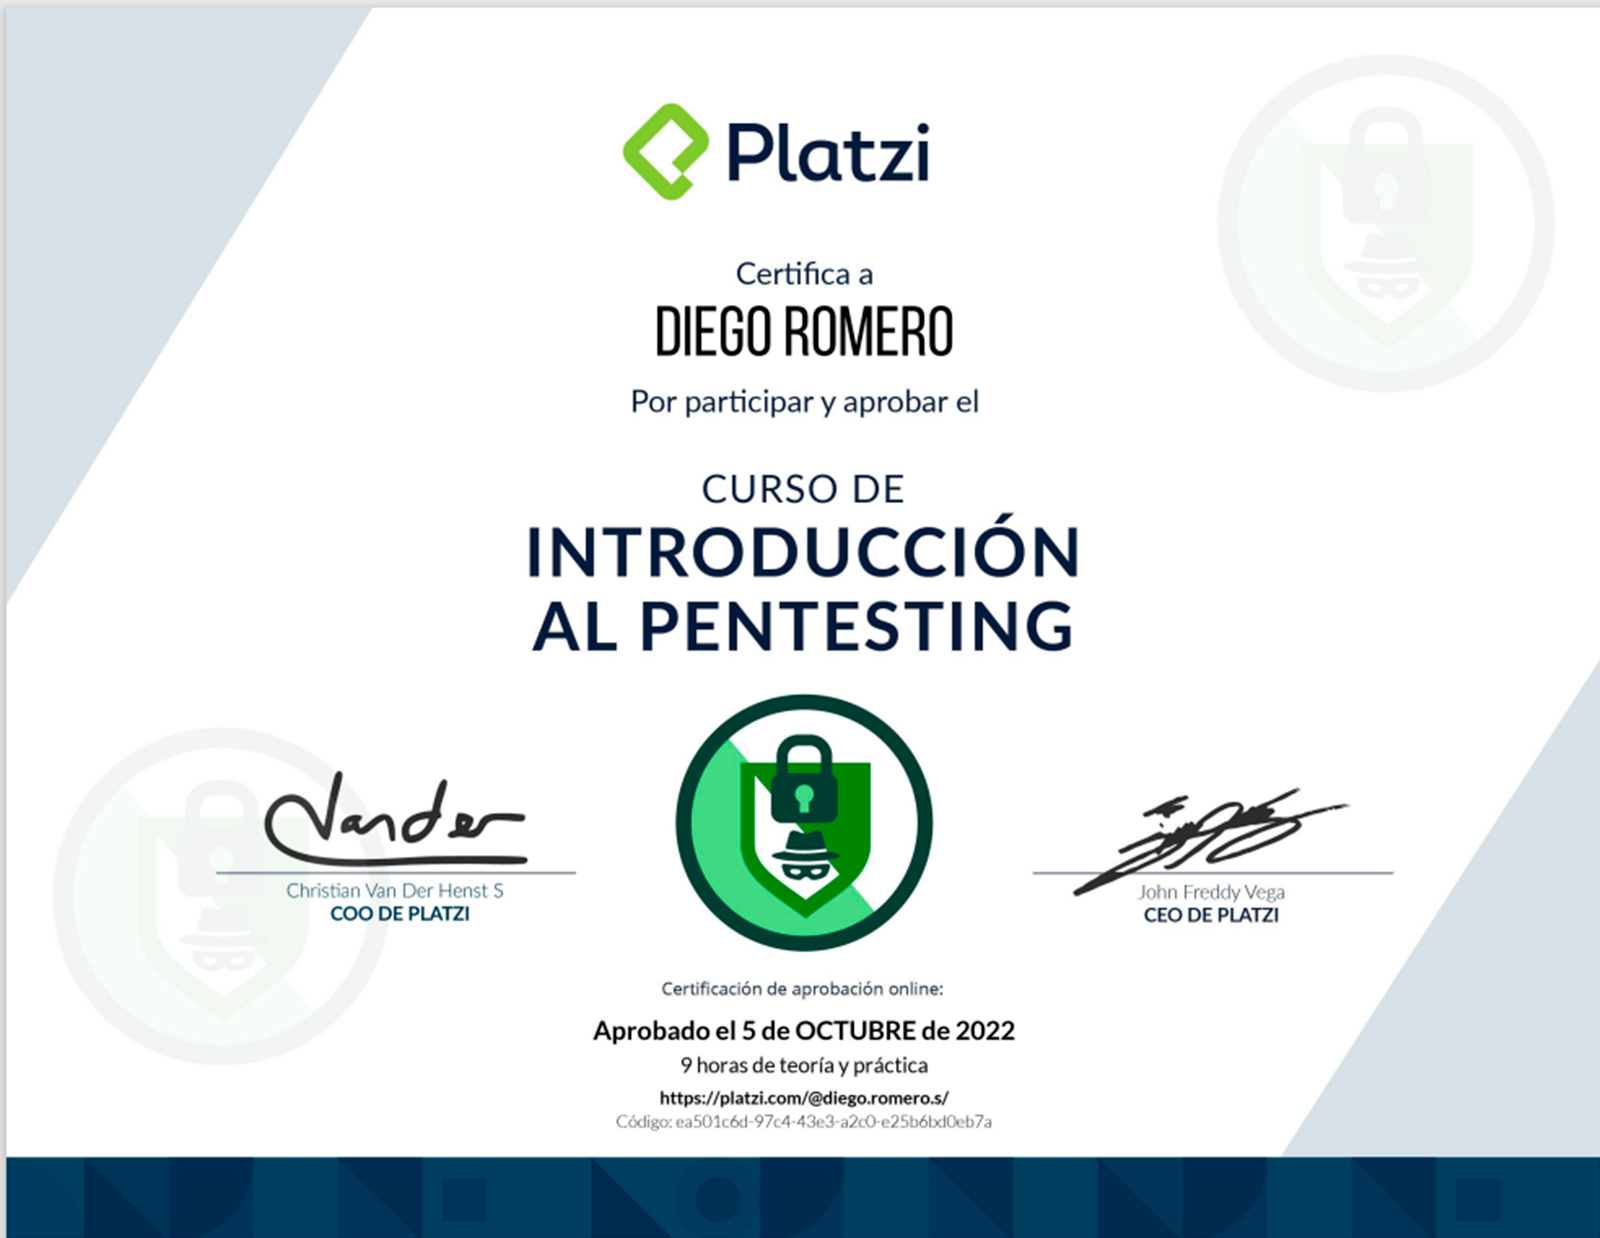 Platzi
Certifica a
DIEGO ROMERO
Por participar y aprobar el
CURSO DE
INTRODUCCIÓN
AL PENTESTING
Vander
Christian Van Der Henst S
COO DE PLATZI
John Freddy Vega
CEO DE PLATZI
Certificación de aprobación online:
Aprobado el 5 de OCTUBRE de 2022
9 horas de teoría y práctica
https://platzi.com/@diego.romero.s/
Código: ea501c6d-97c4-43e3-a2c0-e25b6bd0eb7a